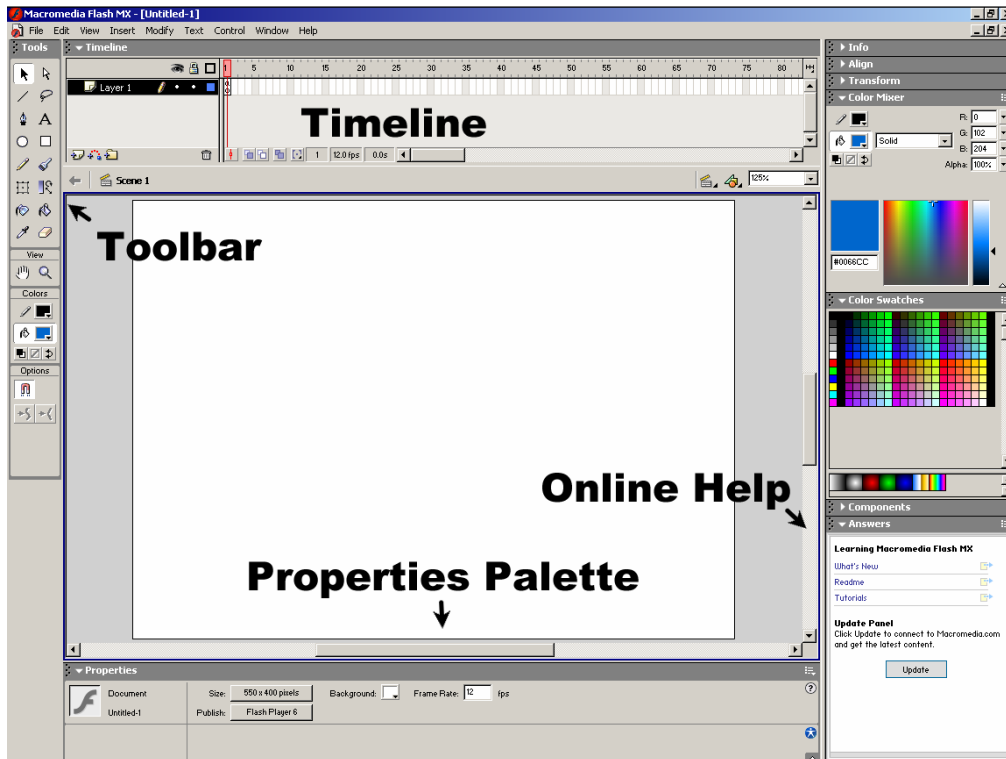 Macromedia Flash MX - [Untitled-1]
File Edit View Insert Modify Text Control Window Help
Tools
Timeline
1 5 10 15 20 25 30 35 40 45 50 55 60 65 70 75 80
Layer 1
Timeline
1 12.0 fps 0.0s
Scene 1
125%
Toolbar
View
Colors
Options
Online Help
Properties Palette
Properties
Document
Untitled-1
Size: 550 x 400 pixels
Background:
Frame Rate: 12 fps
Publish: Flash Player 6
Info
Align
Transform
Color Mixer
R: 0
Solid
G: 102
B: 204
Alpha: 100%
#0066CC
Color Swatches
Components
Answers
Learning Macromedia Flash MX
What's New
Readme
Tutorials
Update Panel
Click Update to connect to Macromedia.com
and get the latest content.
Update